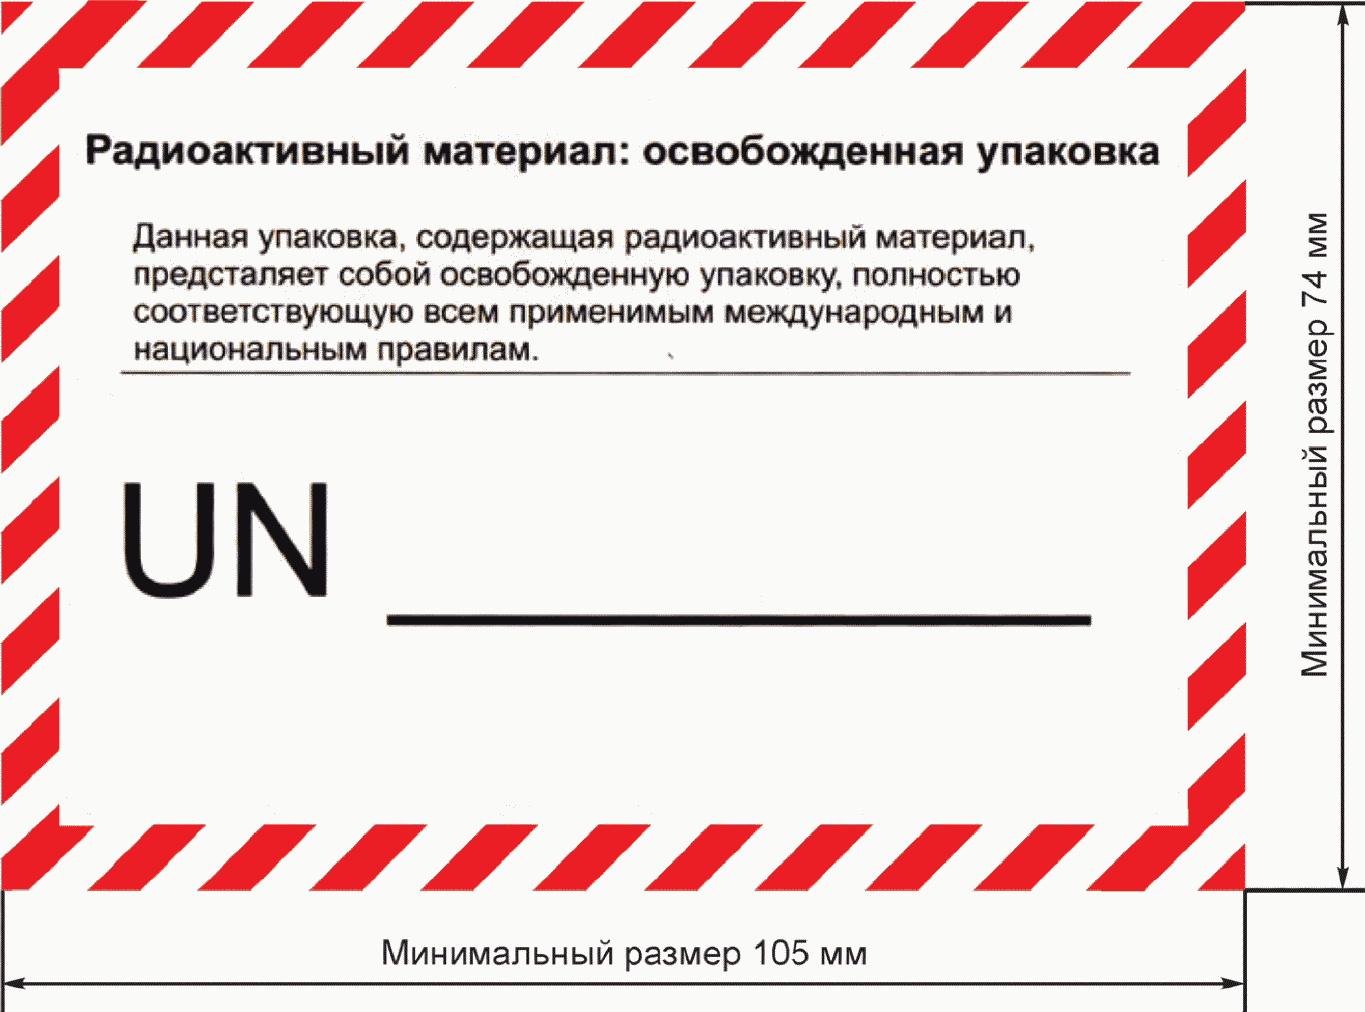 Радиоактивный материал: освобожденная упаковка
Данная упаковка, содержащая радиоактивный материал,
предсталяет собой освобожденную упаковку, полностью
соответствующую всем применимым международным и
национальным правилам.
UN
Минимальный размер 74 мм
Минимальный размер 105 мм